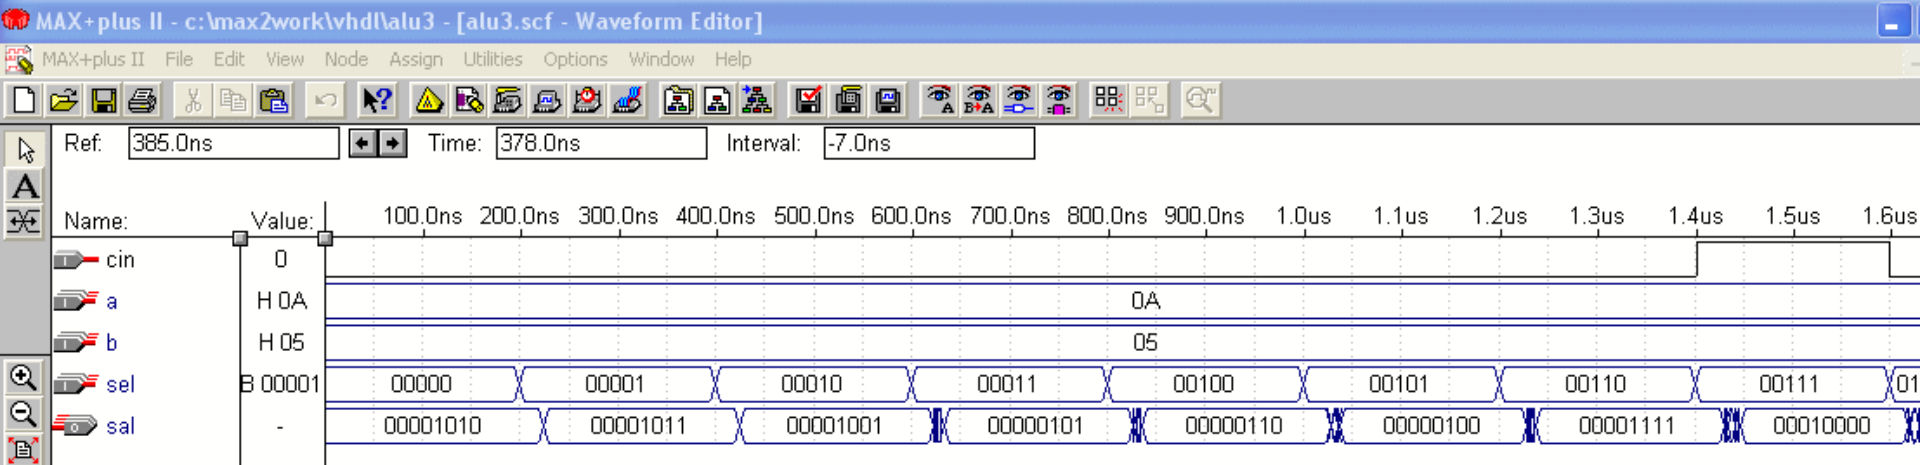 MAX+plus II - c:\max2work\vhdl\alu3 - [alu3.scf - Waveform Editor]
MAX+plus II File Edit View Node Assign Utilities Options Window Help
Ref: 385.0ns Time: 378.0ns Interval: -7.0ns
100.0ns 200.0ns 300.0ns 400.0ns 500.0ns 600.0ns 700.0ns 800.0ns 900.0ns 1.0us 1.1us 1.2us 1.3us 1.4us 1.5us 1.6us
Name: Value:
cin 0
a H 0A 0A
b H 05 05
sel B 00001 00000 00001 00010 00011 00100 00101 00110 00111 01
sal - 00001010 00001011 00001001 00000101 00000110 00000100 00001111 00010000